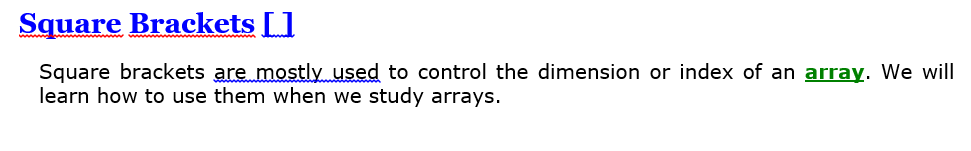 Square Brackets [ ]
Square brackets are mostly used to control the dimension or index of an array. We will
learn how to use them when we study arrays.